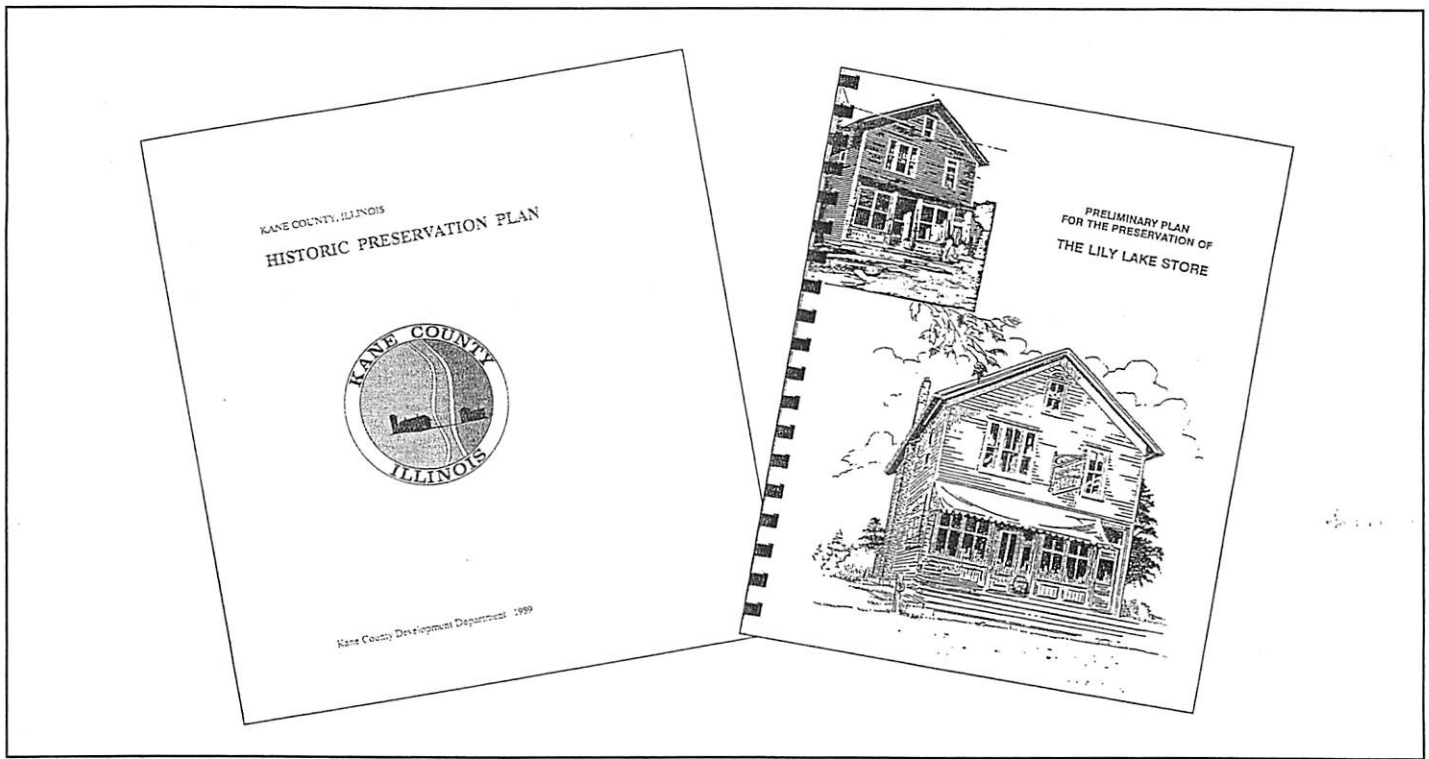 KANE COUNTY, ILLINOIS
HISTORIC PRESERVATION PLAN
KANE COUNTY
ILLINOIS
Kane County Development Department 1989
PRELIMINARY PLAN
FOR THE PRESERVATION OF
THE LILY LAKE STORE